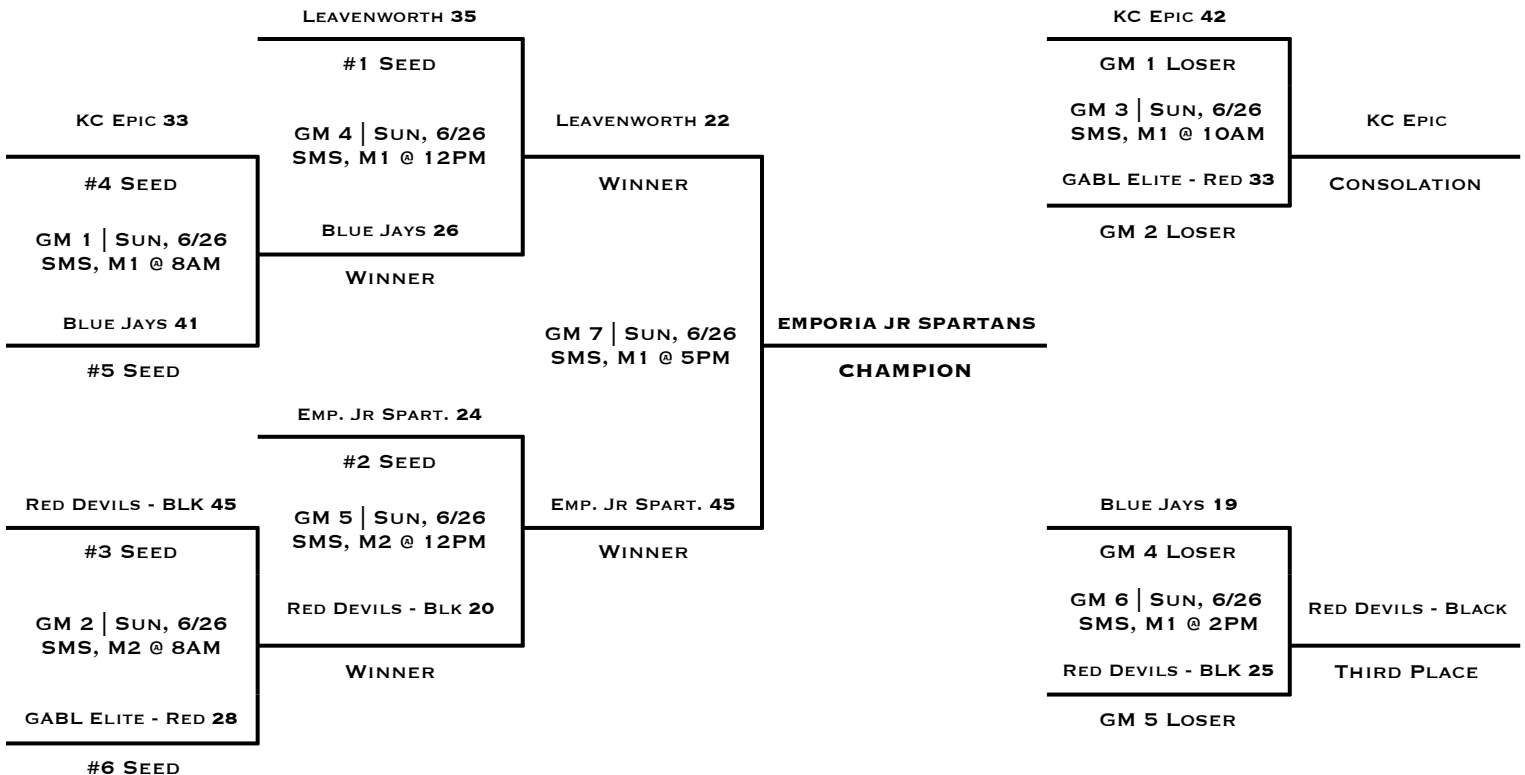 Leavenworth 35
#1 Seed
GM 4 | Sun, 6/26
SMS, M1 @ 12PM
Blue Jays 26
Winner
KC Epic 33
#4 Seed
GM 1 | Sun, 6/26
SMS, M1 @ 8AM
Blue Jays 41
#5 Seed
Leavenworth 22
Winner
GM 7 | Sun, 6/26
SMS, M1 @ 5PM
Emp. Jr Spart. 45
Winner
EMPORIA JR SPARTANS
CHAMPION
Emp. Jr Spart. 24
#2 Seed
GM 5 | Sun, 6/26
SMS, M2 @ 12PM
Red Devils - Blk 20
Winner
Red Devils - BLK 45
#3 Seed
GM 2 | Sun, 6/26
SMS, M2 @ 8AM
GABL Elite - Red 28
#6 Seed
KC Epic 42
GM 1 Loser
GM 3 | Sun, 6/26
SMS, M1 @ 10AM
GABL Elite - Red 33
GM 2 Loser
KC Epic
Consolation
Blue Jays 19
GM 4 Loser
GM 6 | Sun, 6/26
SMS, M1 @ 2PM
Red Devils - BLK 25
GM 5 Loser
Red Devils - Black
Third Place